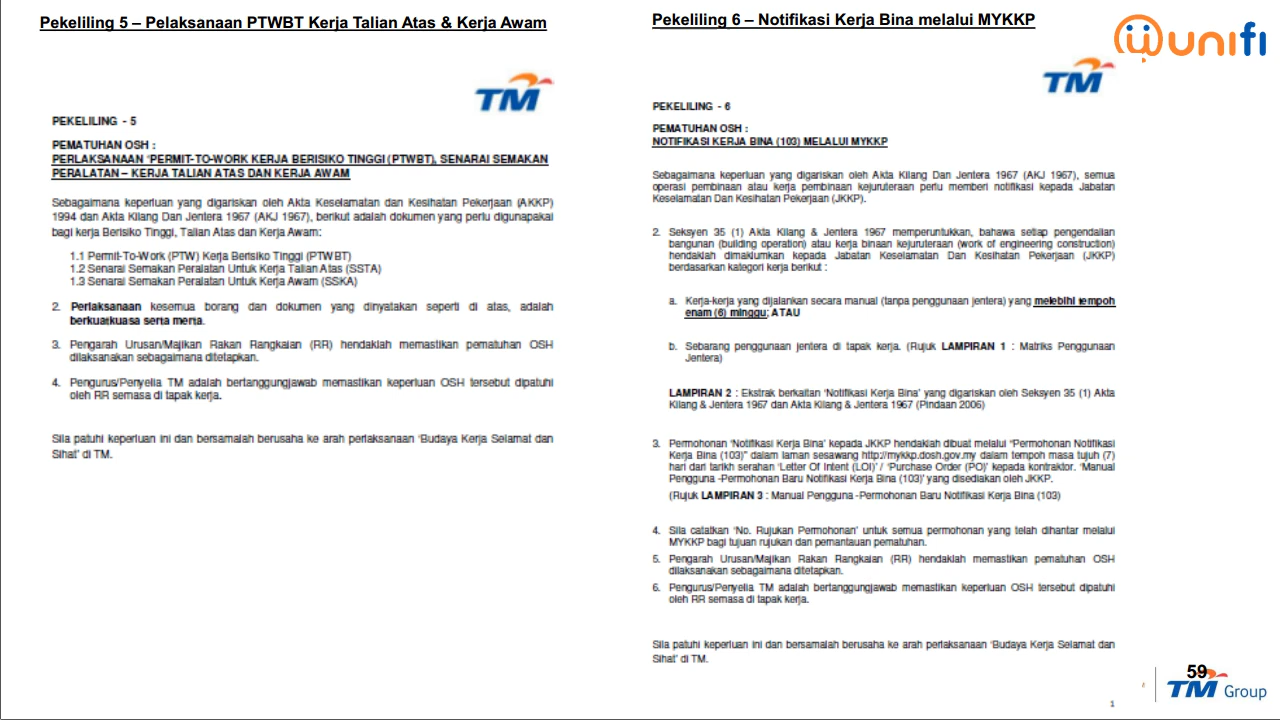 Pekeliling 5 – Pelaksanaan PTWBT Kerja Talian Atas & Kerja Awam
TM
PEKELILING - 5
PEMATUHAN OSH :
PERLAKSANAAN 'PERMIT-TO-WORK KERJA BERISIKO TINGGI (PTWBT), SENARAI SEMAKAN
PERALATAN – KERJA TALIAN ATAS DAN KERJA AWAM
Sebagaimana keperluan yang digariskan oleh Akta Keselamatan dan Kesihatan Pekerjaan (AKKP)
1994 dan Akta Kilang Dan Jentera 1967 (AKJ 1967), berikut adalah dokumen yang perlu digunapakai
bagi kerja Berisiko Tinggi, Talian Atas dan Kerja Awam:
1.1 Permit-To-Work (PTW) Kerja Berisiko Tinggi (PTWBT)
1.2 Senarai Semakan Peralatan Untuk Kerja Talian Atas (SSTA)
1.3 Senarai Semakan Peralatan Untuk Kerja Awam (SSKA)
2. Perlaksanaan kesemua borang dan dokumen yang dinyatakan seperti di atas, adalah
berkuatkuasa serta merta.
3. Pengarah Urusan/Majikan Rakan Rangkaian (RR) hendaklah memastikan pematuhan OSH
dilaksanakan sebagaimana ditetapkan.
4. Pengurus/Penyelia TM adalah bertanggungjawab memastikan keperluan OSH tersebut dipatuhi
oleh RR semasa di tapak kerja.
Sila patuhi keperluan ini dan bersamalah berusaha ke arah perlaksanaan 'Budaya Kerja Selamat dan
Sihat' di TM.
Pekeliling 6 – Notifikasi Kerja Bina melalui MYKKP
unifi
TM
PEKELILING - 6
PEMATUHAN OSH :
NOTIFIKASI KERJA BINA (103) MELALUI MYKKP
Sebagaimana keperluan yang digariskan oleh Akta Kilang Dan Jentera 1967 (AKJ 1967), semua
operasi pembinaan atau kerja pembinaan kejuruteraan perlu memberi notifikasi kepada Jabatan
Keselamatan Dan Kesihatan Pekerjaan (JKKP).
2. Seksyen 35 (1) Akta Kilang & Jentera 1967 memperuntukkan, bahawa setiap pengendalian
bangunan (building operation) atau kerja binaan kejuruteraan (work of engineering construction)
hendaklah dimaklumkan kepada Jabatan Keselamatan Dan Kesihatan Pekerjaan (JKKP)
berdasarkan kategori kerja berikut :
a. Kerja-kerja yang dijalankan secara manual (tanpa penggunaan jentera) yang melebihi tempoh
enam (6) minggu; ATAU
b. Sebarang penggunaan jentera di tapak kerja. (Rujuk LAMPIRAN 1 : Matriks Penggunaan
Jentera)
LAMPIRAN 2 : Ekstrak berkaitan 'Notifikasi Kerja Bina' yang digariskan oleh Seksyen 35 (1) Akta
Kilang & Jentera 1967 dan Akta Kilang & Jentera 1967 (Pindaan 2006)
3. Permohonan 'Notifikasi Kerja Bina' kepada JKKP hendaklah dibuat melalui "Permohonan Notifikasi
Kerja Bina (103)" dalam laman sesawang http://mykkp.dosh.gov.my dalam tempoh masa tujuh (7)
hari dari tarikh serahan 'Letter Of Intent (LOI)' / 'Purchase Order (PO)' kepada kontraktor. 'Manual
Pengguna -Permohonan Baru Notifikasi Kerja Bina (103)' yang disediakan oleh JKKP.
(Rujuk LAMPIRAN 3 : Manual Pengguna -Permohonan Baru Notifikasi Kerja Bina (103)
4. Sila catatkan 'No. Rujukan Permohonan' untuk semua permohonan yang telah dihantar melalui
MYKKP bagi tujuan rujukan dan pemantauan pematuhan.
5. Pengarah Urusan/Majikan Rakan Rangkaian (RR) hendaklah memastikan pematuhan OSH
dilaksanakan sebagaimana ditetapkan.
6. Pengurus/Penyelia TM adalah bertanggungjawab memastikan keperluan OSH tersebut dipatuhi
oleh RR semasa di tapak kerja.
Sila patuhi keperluan ini dan bersamalah berusaha ke arah perlaksanaan 'Budaya Kerja Selamat dan
Sihat' di TM.
59
TM Group
1